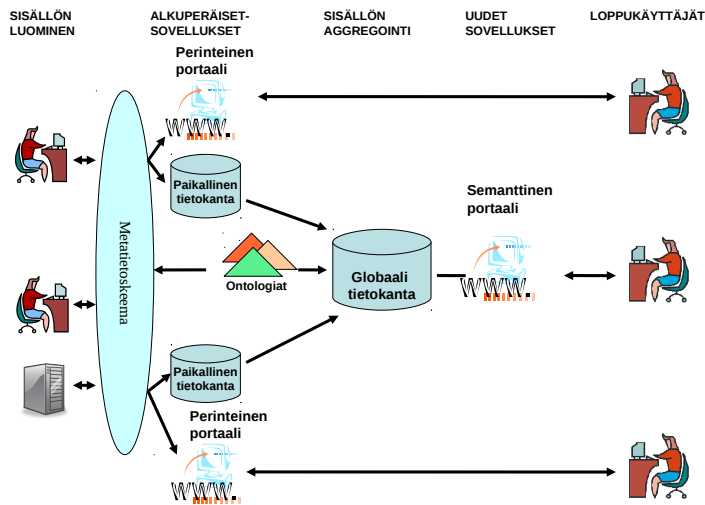 SISÄLLÖN
LUOMINEN
ALKUPERÄISET-
SOVELLUKSET
SISÄLLÖN
AGGREGOINTI
UUDET
SOVELLUKSET
LOPPUKÄYTTÄJÄT
Perinteinen
portaali
WWW.
Paikallinen
tietokanta
Metatietoskeema
Ontologiat
Globaali
tietokanta
Semanttinen
portaali
WWW.
Paikallinen
tietokanta
Perinteinen
portaali
WWW.